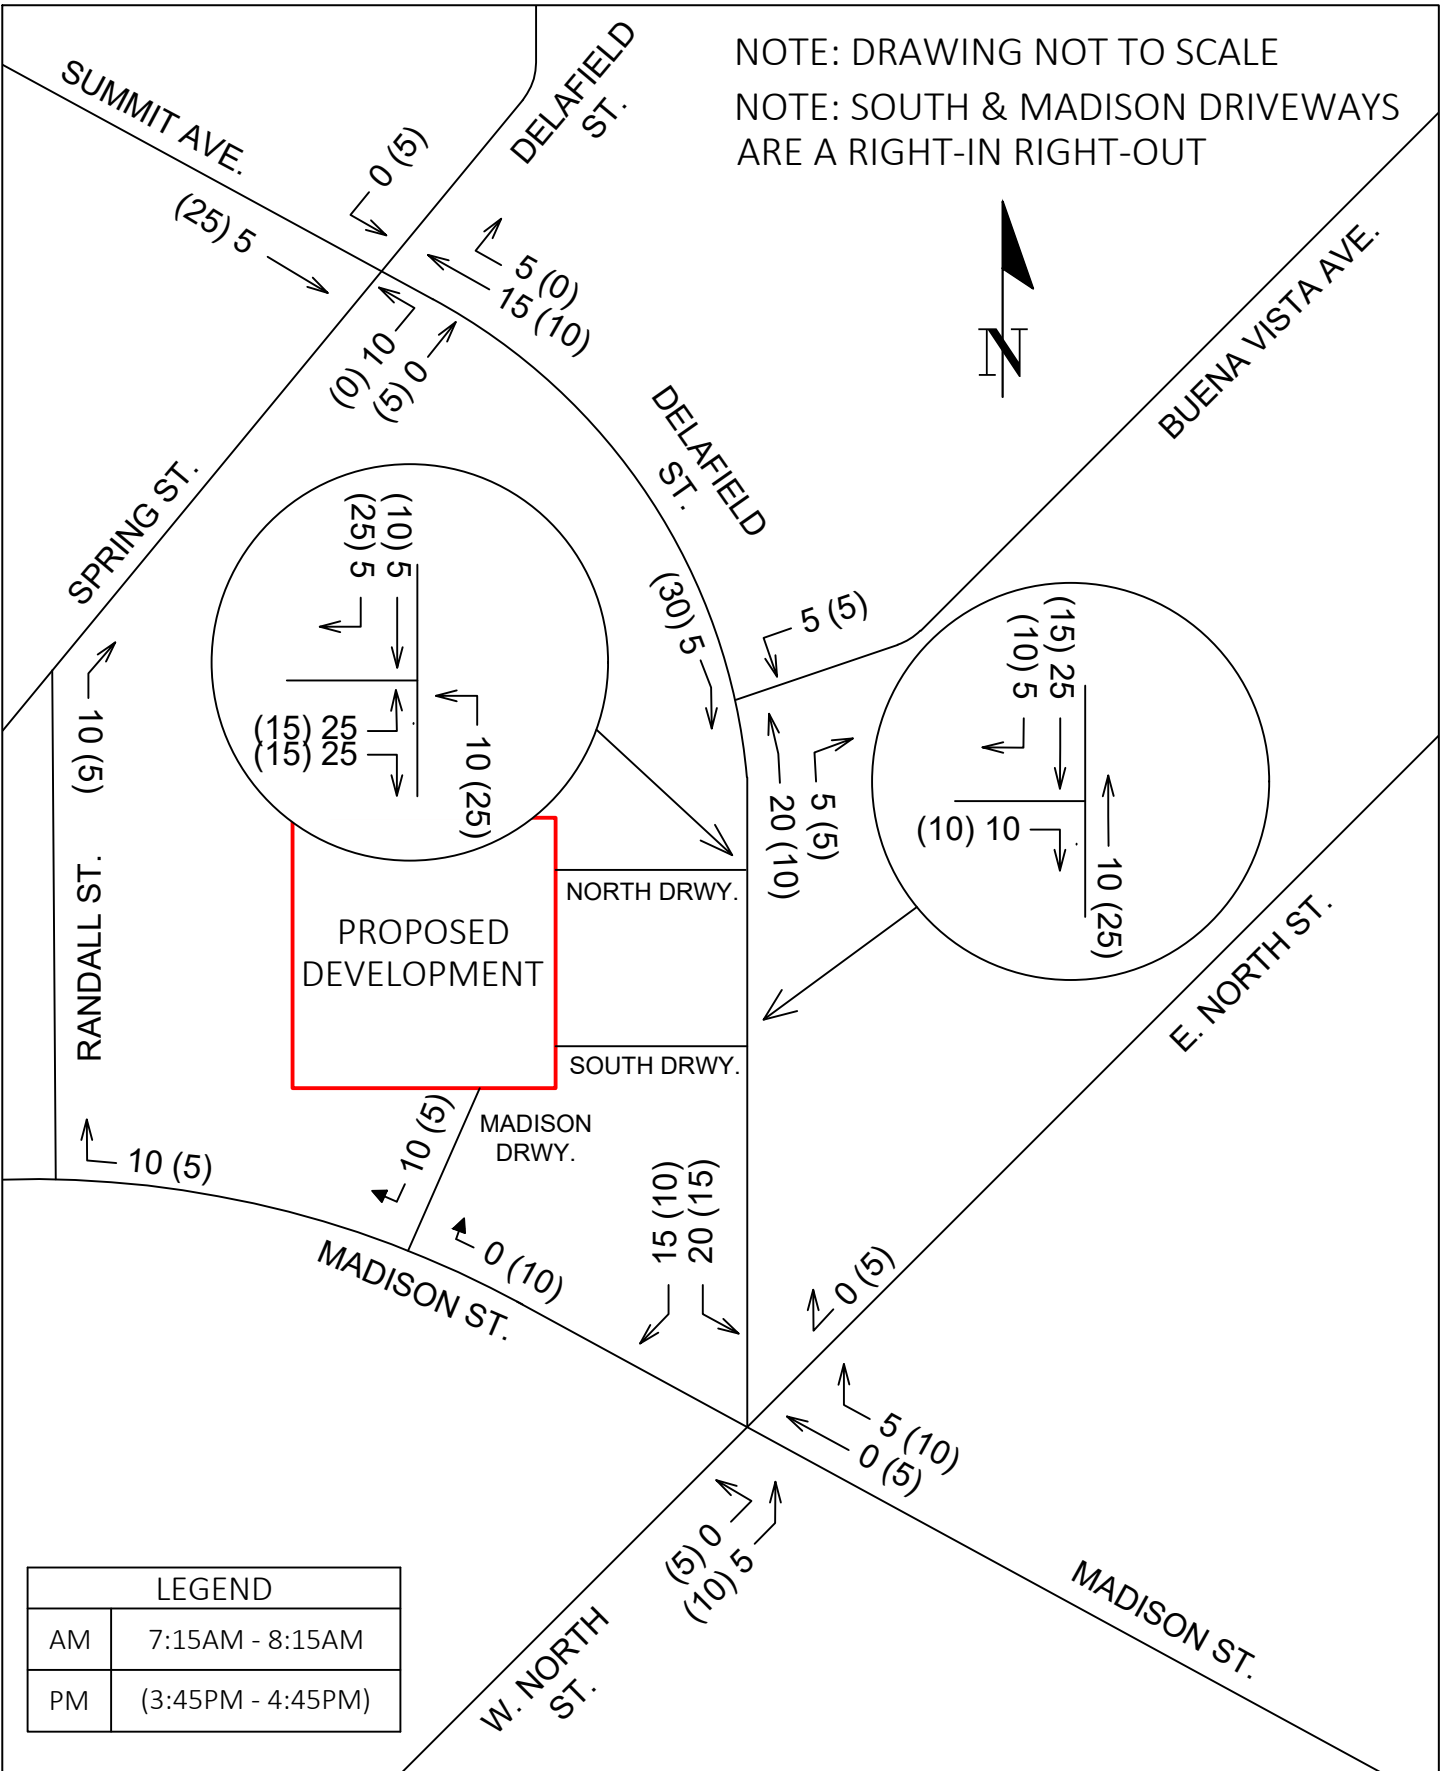 NOTE: DRAWING NOT TO SCALE
NOTE: SOUTH & MADISON DRIVEWAYS
ARE A RIGHT-IN RIGHT-OUT
N
SUMMIT AVE.
DELAFIELD
ST.
0 (5)
(25) 5
5 (0)
15 (10)
(0) 10
(5) 0
DELAFIELD
ST.
BUENA VISTA AVE.
SPRING ST.
(10) 5
(25) 5
(15) 25
(15) 25
10 (25)
(30) 5
5 (5)
5 (5)
20 (10)
(15) 25
(10) 5
(10) 10
10 (25)
10 (5)
RANDALL ST.
PROPOSED
DEVELOPMENT
NORTH DRWY.
SOUTH DRWY.
E. NORTH ST.
MADISON
DRWY.
10 (5)
10 (5)
0 (10)
MADISON ST.
15 (10)
20 (15)
0 (5)
5 (10)
0 (5)
(5) 0
(10) 5
W. NORTH
ST.
MADISON ST.
LEGEND
AM 7:15AM - 8:15AM
PM (3:45PM - 4:45PM)